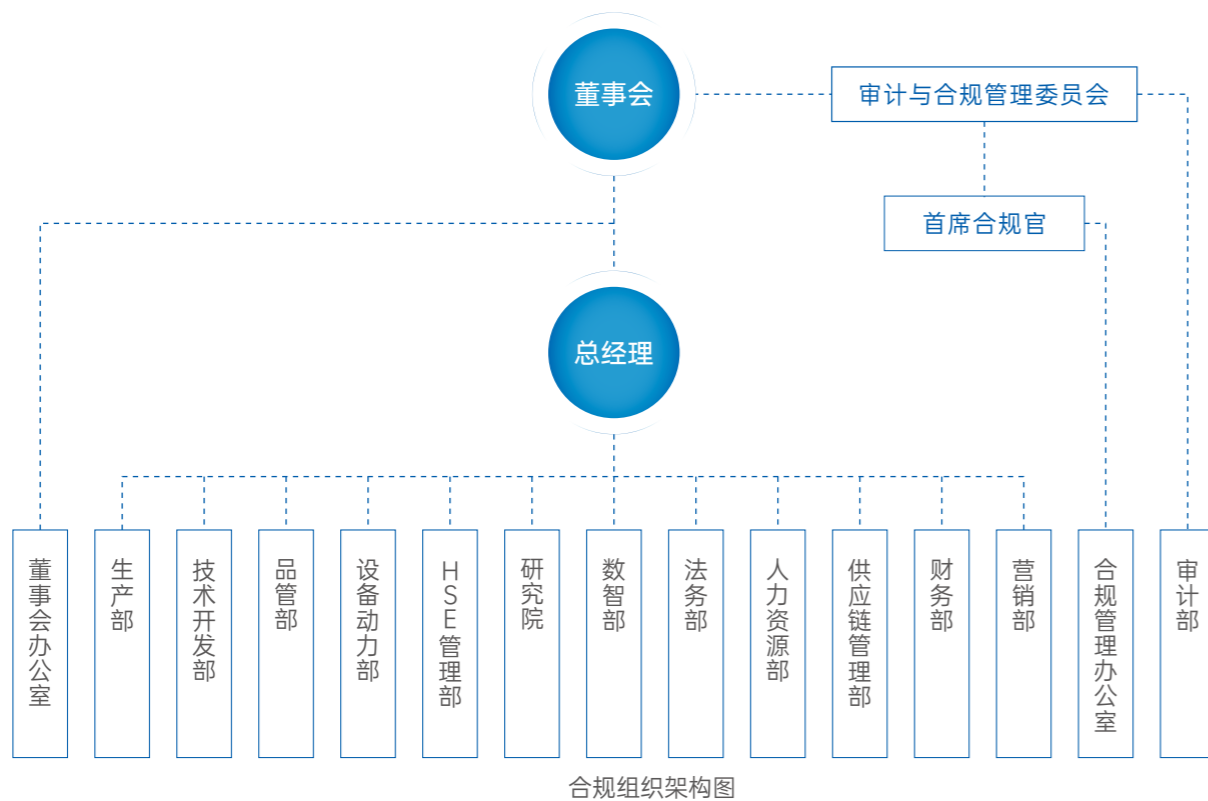 董事会
审计与合规管理委员会
首席合规官
总经理
董事会办公室
生产部
技术开发部
品管部
设备动力部
HSE管理部
研究院
数智部
法务部
人力资源部
供应链管理部
财务部
营销部
合规管理办公室
审计部
合规组织架构图